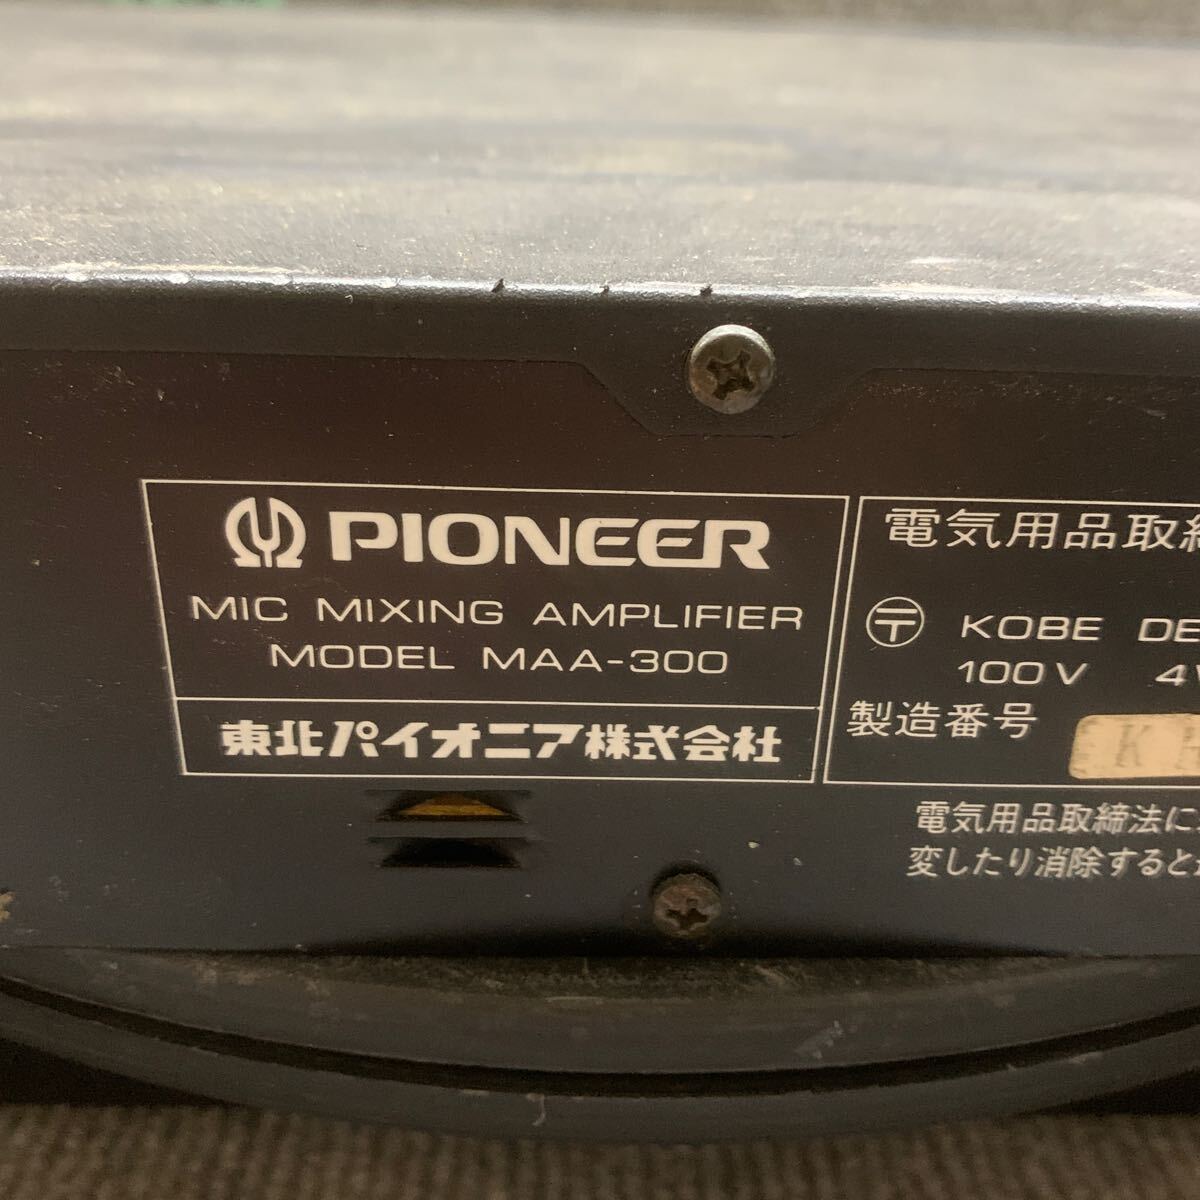 PIONEER
MIC MIXING AMPLIFIER
MODEL MAA-300
東北パイオニア株式会社
電気用品取締
〒 KOBE DE
100V 4W
製造番号
K
電気用品取締法に
変したり消除すると